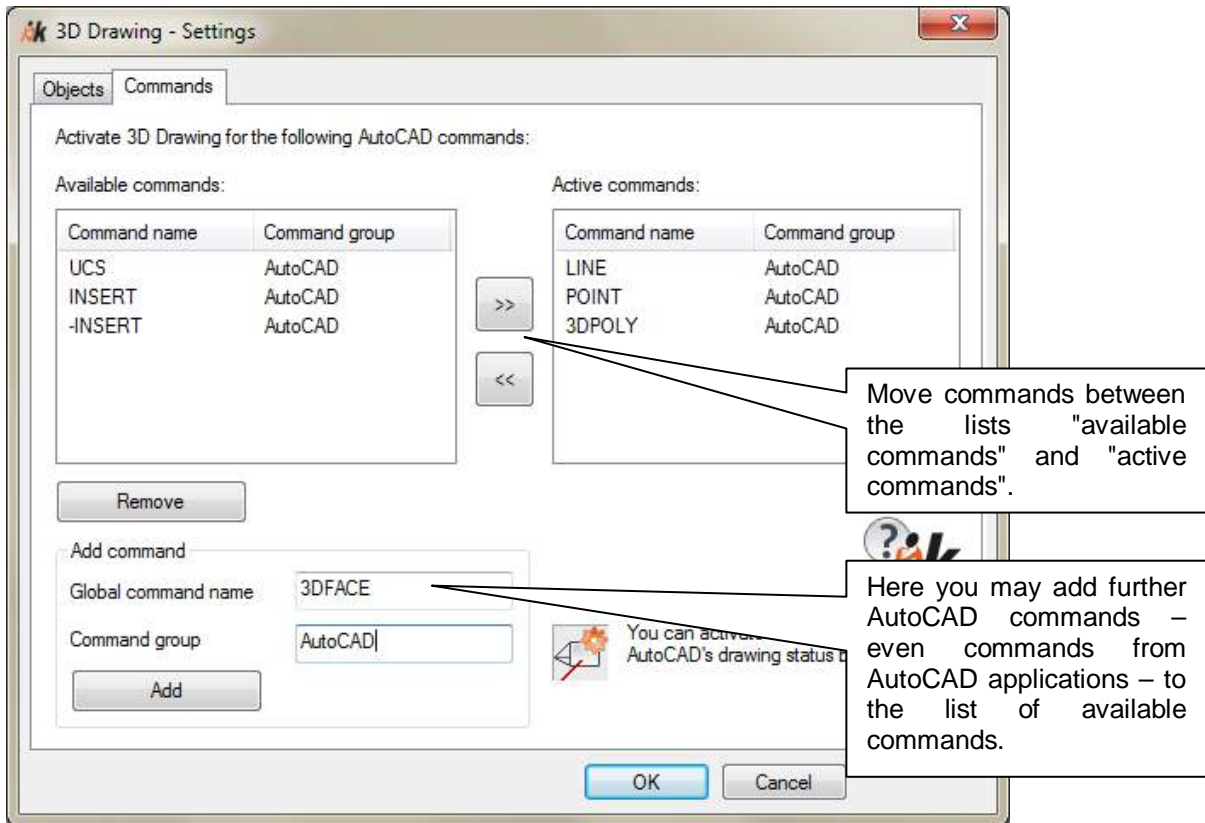 3D Drawing - Settings
Objects Commands
Activate 3D Drawing for the following AutoCAD commands:
Available commands:
Command name Command group
UCS AutoCAD
INSERT AutoCAD
-INSERT AutoCAD
>>
<<
Active commands:
Command name Command group
LINE AutoCAD
POINT AutoCAD
3DPOLY AutoCAD
Move commands between
the lists "available
commands" and "active
commands".
Remove
Add command
Global command name 3DFACE
Command group AutoCAD
Add
You can
AutoCAD's drawing status
Here you may add further
AutoCAD commands –
even commands from
AutoCAD applications – to
the list of available
commands.
OK Cancel